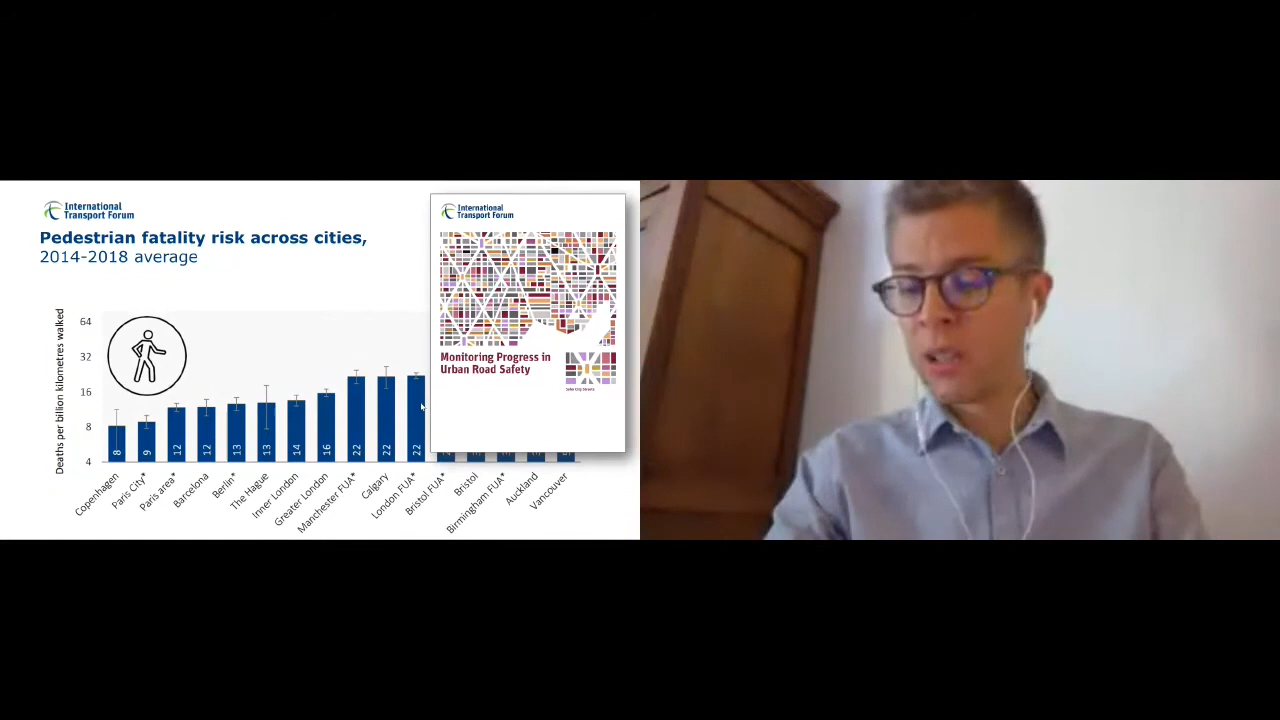 International
Transport Forum
Pedestrian fatality risk across cities,
2014-2018 average
Deaths per billion kilometres walked
64
32
16
8
4
8
9
12
12
13
13
14
16
22
22
22
Copenhagen
Paris City*
Paris area*
Barcelona
Berlin*
The Hague
Inner London
Greater London
Manchester FUA*
Calgary
London FUA*
Bristol FUA*
Bristol
Birmingham FUA*
Auckland
Vancouver
International
Transport Forum
Monitoring Progress in
Urban Road Safety
Safer City Streets